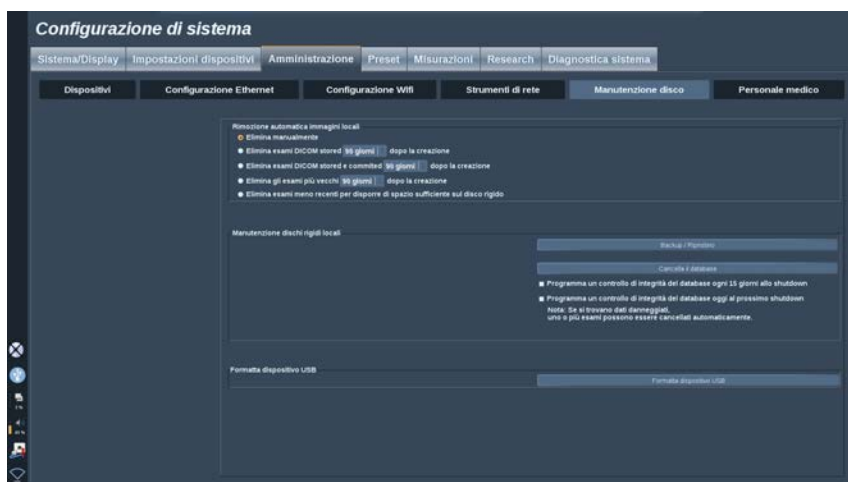 Configurazione di sistema
Sistema/Display Impostazioni dispositivi Amministrazione Preset Misurazioni Research Diagnostica sistema
Dispositivi Configurazione Ethernet Configurazione Wifi Strumenti di rete Manutenzione disco Personale medico
Rimozione automatica immagini locali
Elimina manualmente
Elimina esami DICOM stored 90 giorni dopo la creazione
Elimina esami DICOM stored e commited 90 giorni dopo la creazione
Elimina gli esami più vecchi 90 giorni dopo la creazione
Elimina esami meno recenti per disporre di spazio sufficiente sul disco rigido
Manutenzione dischi rigidi locali
Backup / Ripristino
Cancella il database
Programma un controllo di integrità del database ogni 15 giorni allo shutdown
Programma un controllo di integrità del database oggi al prossimo shutdown
Nota: Se si trovano dati danneggiati,
uno o più esami possono essere cancellati automaticamente.
Formatta dispositivo USB
Formatta dispositivo USB